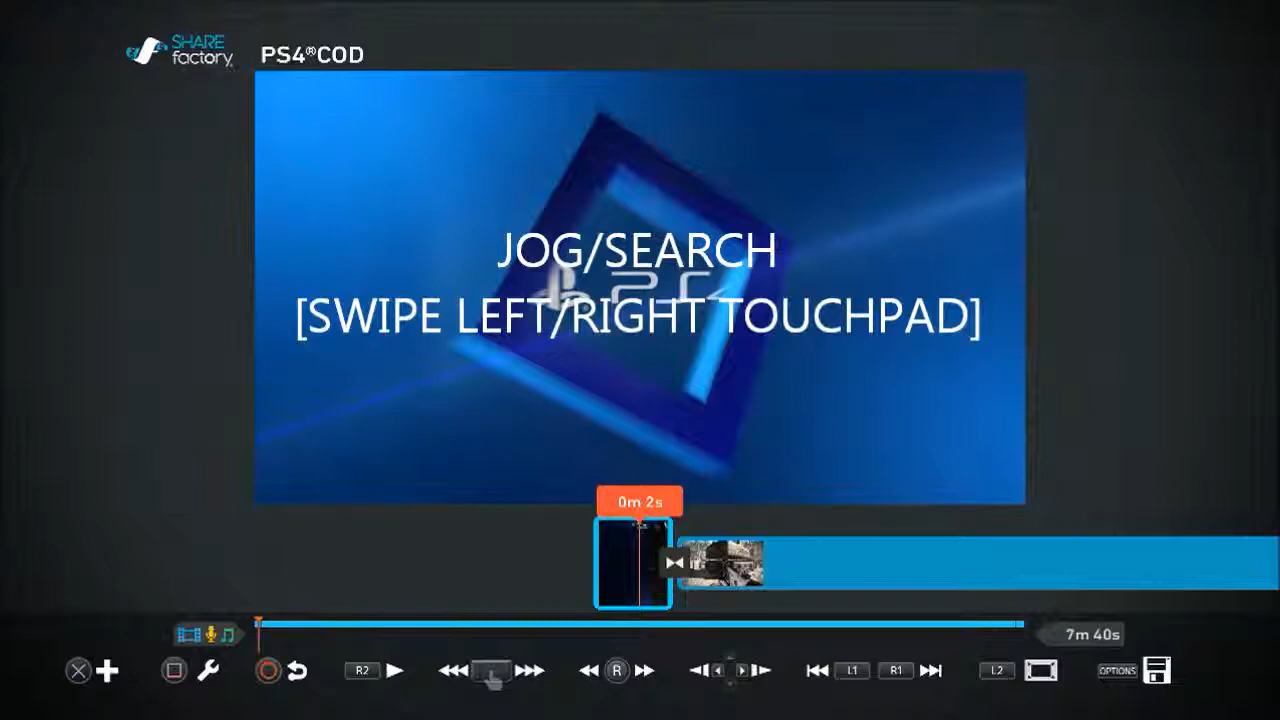 SHARE
factory
PS4®COD
JOG/SEARCH
PS4
[SWIPE LEFT/RIGHT TOUCHPAD]
0m 2s
7m 40s
R2
R
L1
R1
L2
OPTIONS